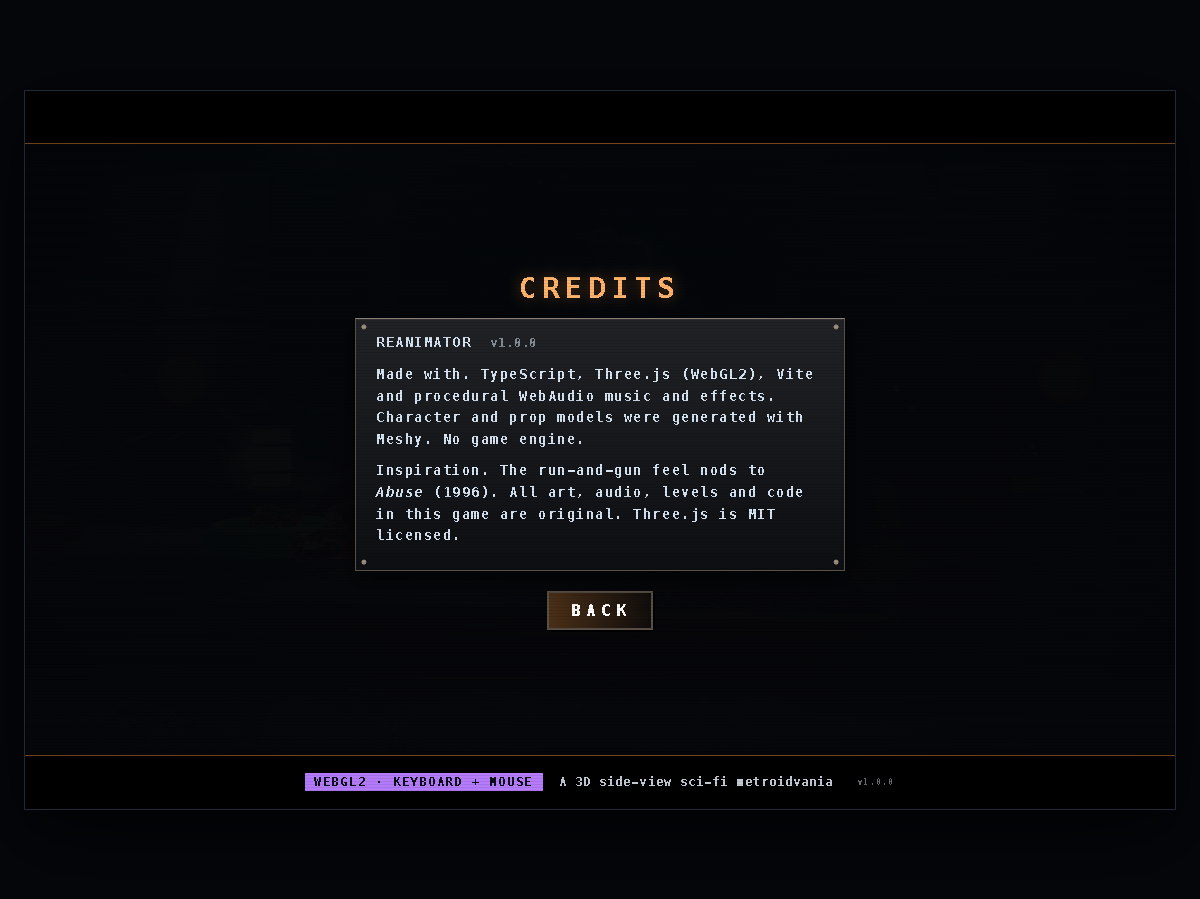 CREDITS
REANIMATOR v1.0.0
Made with. TypeScript, Three.js (WebGL2), Vite
and procedural WebAudio music and effects.
Character and prop models were generated with
Meshy. No game engine.
Inspiration. The run-and-gun feel nods to
Abuse (1996). All art, audio, levels and code
in this game are original. Three.js is MIT
licensed.
BACK
WEBGL2 · KEYBOARD + MOUSE A 3D side-view sci-fi metroidvania v1.0.0